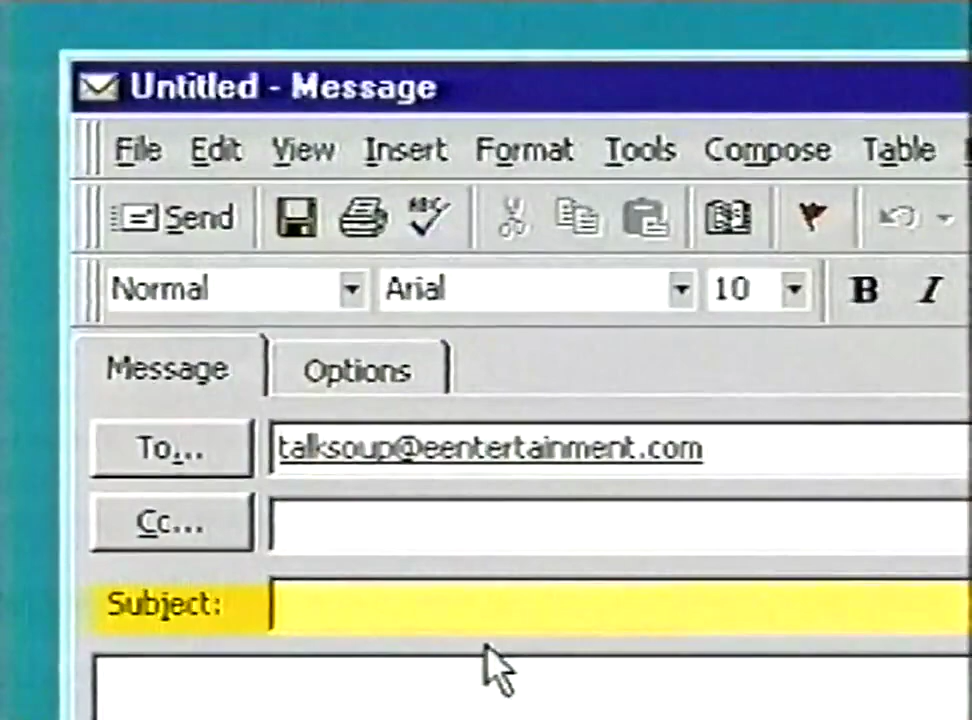 Untitled - Message
File Edit View Insert Format Tools Compose Table
Send ABC
Normal Arial 10 B I
Message Options
To... talksoup@eentertainment.com
Cc...
Subject: